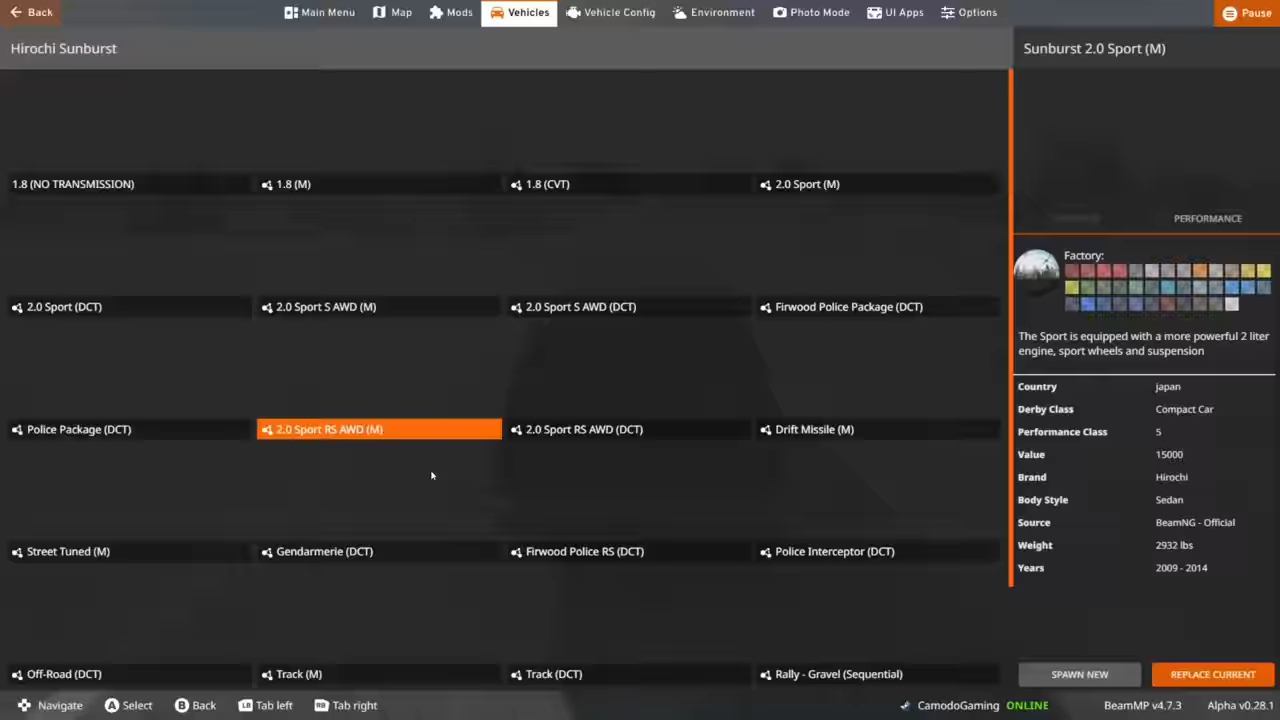 Back
Main Menu
Map
Mods
Vehicles
Vehicle Config
Environment
Photo Mode
UI Apps
Options
Pause
Hirochi Sunburst
Sunburst 2.0 Sport (M)
1.8 (NO TRANSMISSION)
1.8 (M)
1.8 (CVT)
2.0 Sport (M)
2.0 Sport (DCT)
2.0 Sport S AWD (M)
2.0 Sport S AWD (DCT)
Firwood Police Package (DCT)
Police Package (DCT)
2.0 Sport RS AWD (M)
2.0 Sport RS AWD (DCT)
Drift Missile (M)
Street Tuned (M)
Gendarmerie (DCT)
Firwood Police RS (DCT)
Police Interceptor (DCT)
Off-Road (DCT)
Track (M)
Track (DCT)
Rally - Gravel (Sequential)
PERFORMANCE
Factory:
The Sport is equipped with a more powerful 2 liter
engine, sport wheels and suspension
Country japan
Derby Class Compact Car
Performance Class 5
Value 15000
Brand Hirochi
Body Style Sedan
Source BeamNG - Official
Weight 2932 lbs
Years 2009 - 2014
SPAWN NEW
REPLACE CURRENT
Navigate
A Select
B Back
LB Tab left
RB Tab right
CamodoGaming ONLINE
BeamMP v4.7.3
Alpha v0.28.1